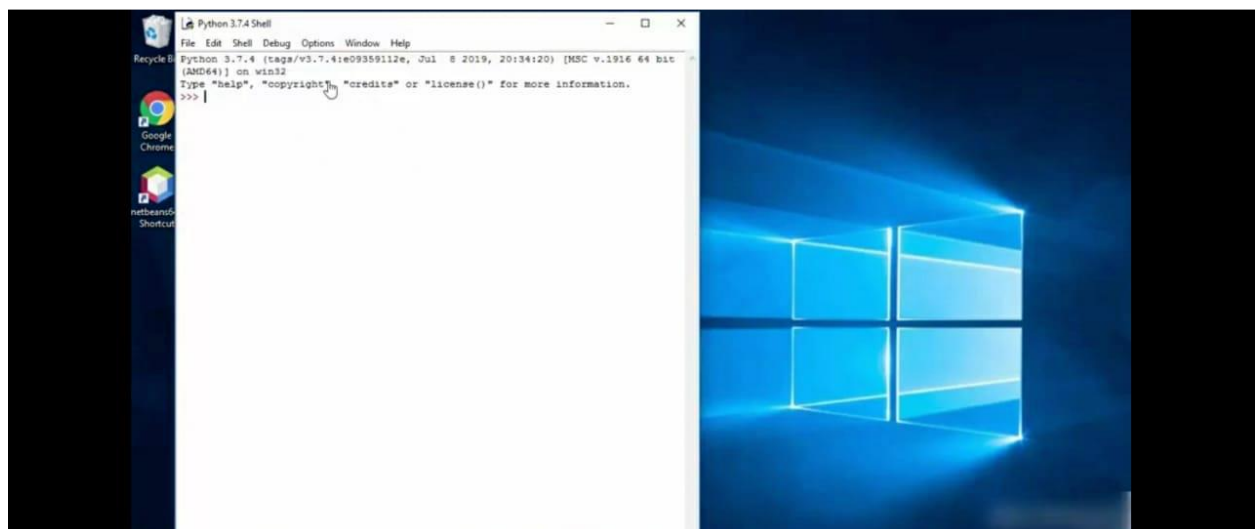 Python 3.7.4 Shell
File Edit Shell Debug Options Window Help
Python 3.7.4 (tags/v3.7.4:e09359112e, Jul 8 2019, 20:34:20) [MSC v.1916 64 bit
(AMD64)] on win32
Type "help", "copyright", "credits" or "license()" for more information.
>>>
Recycle Bi
Google
Chrome
netbeans6
Shortcut